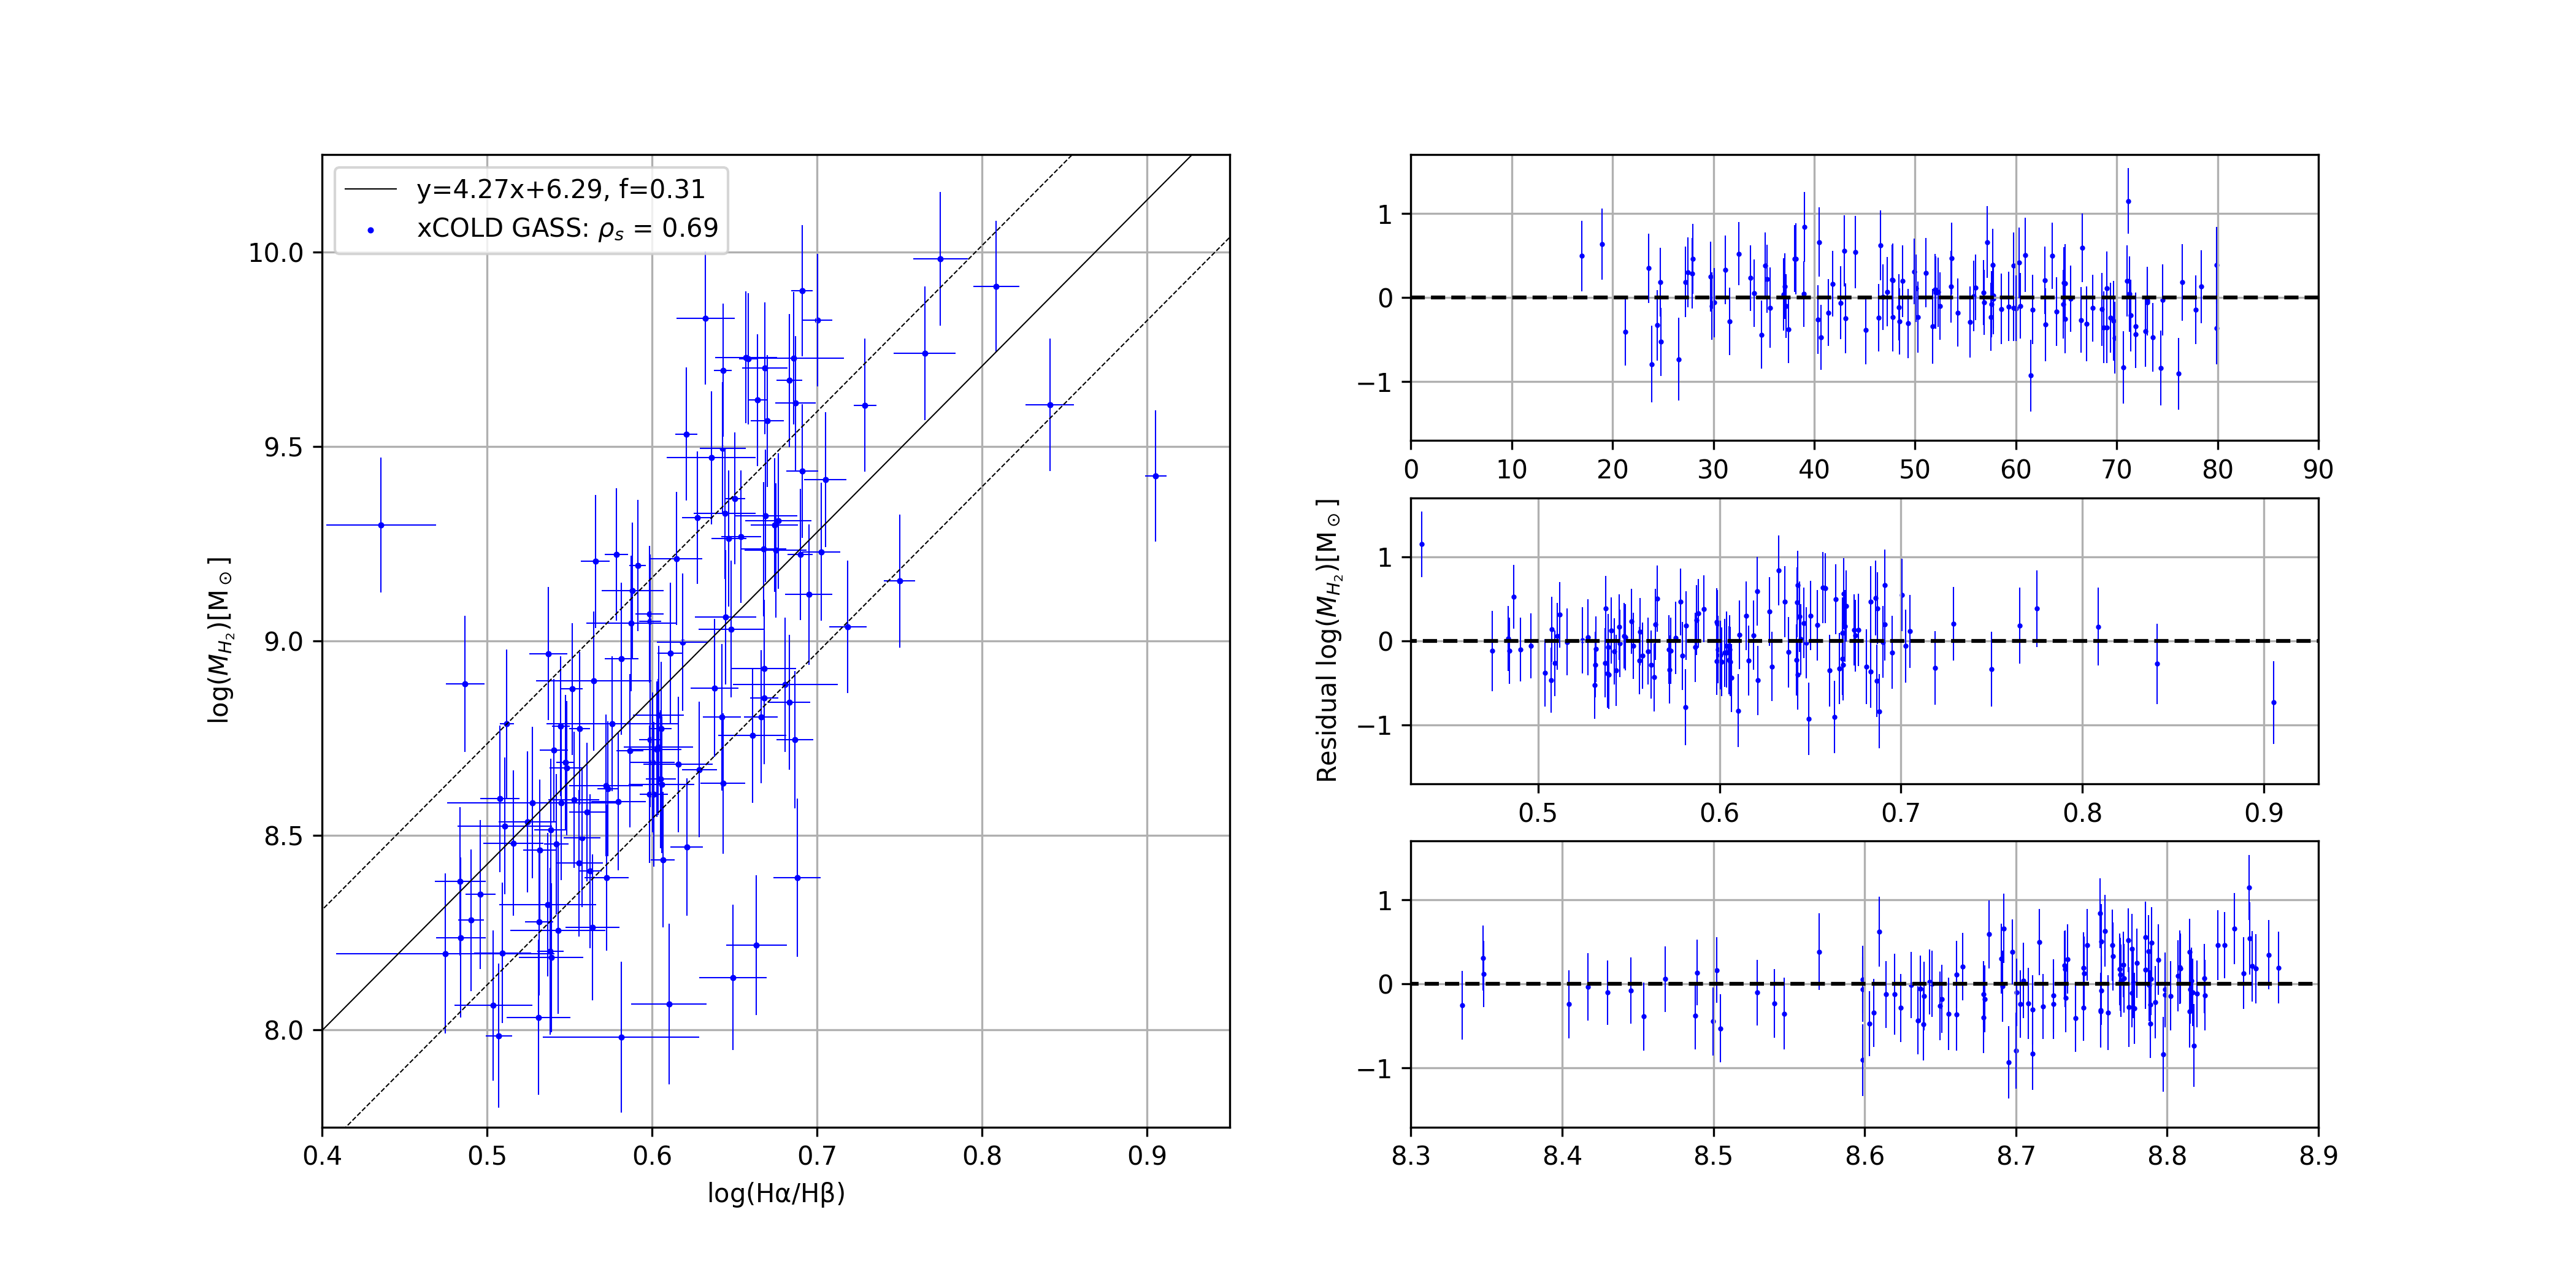 y=4.27x+6.29, f=0.31
xCOLD GASS: ρₛ = 0.69
10.0
9.5
9.0
8.5
8.0
log(M_H₂)[M⊙]
0.4 0.5 0.6 0.7 0.8 0.9
log(Hα/Hβ)
1
0
−1
0 10 20 30 40 50 60 70 80 90
Residual log(M_H₂)[M⊙]
1
0
−1
0.5 0.6 0.7 0.8 0.9
1
0
−1
8.3 8.4 8.5 8.6 8.7 8.8 8.9